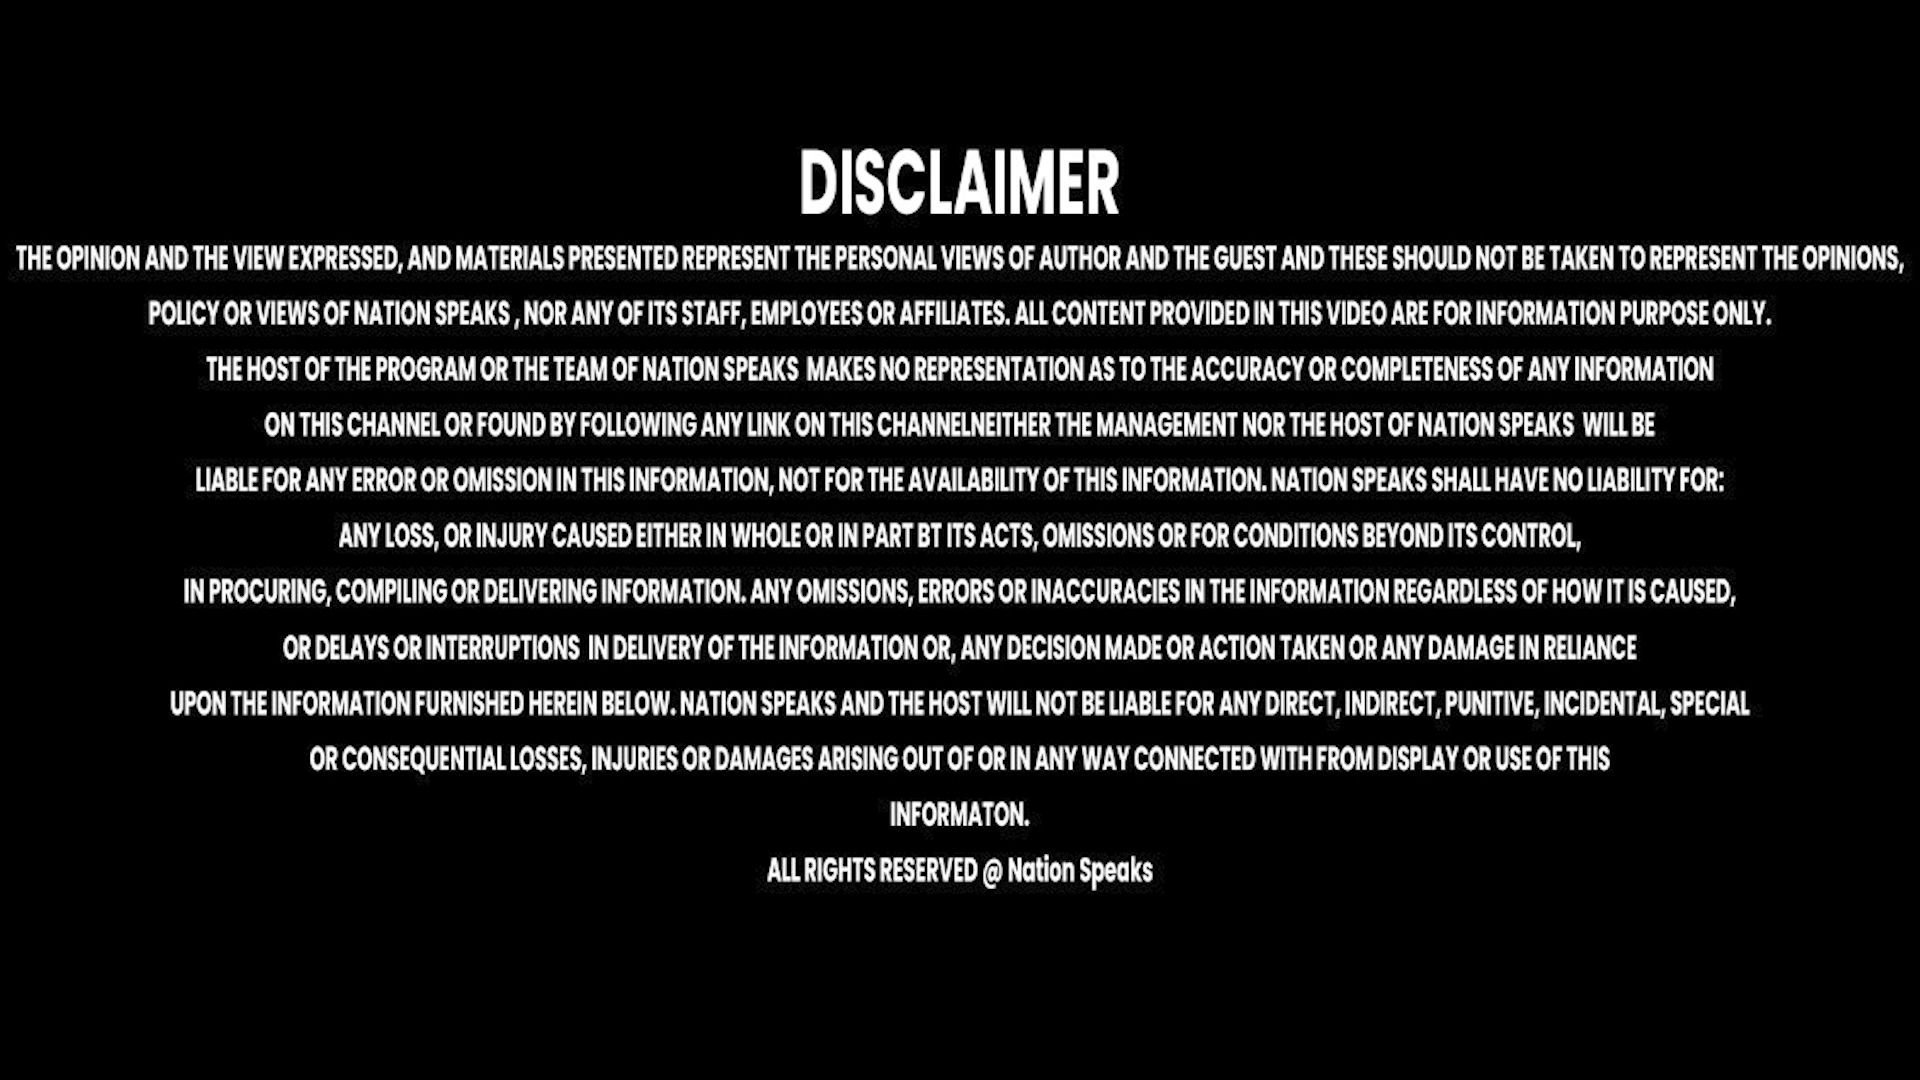 DISCLAIMER
THE OPINION AND THE VIEW EXPRESSED, AND MATERIALS PRESENTED REPRESENT THE PERSONAL VIEWS OF AUTHOR AND THE GUEST AND THESE SHOULD NOT BE TAKEN TO REPRESENT THE OPINIONS,
POLICY OR VIEWS OF NATION SPEAKS , NOR ANY OF ITS STAFF, EMPLOYEES OR AFFILIATES. ALL CONTENT PROVIDED IN THIS VIDEO ARE FOR INFORMATION PURPOSE ONLY.
THE HOST OF THE PROGRAM OR THE TEAM OF NATION SPEAKS MAKES NO REPRESENTATION AS TO THE ACCURACY OR COMPLETENESS OF ANY INFORMATION
ON THIS CHANNEL OR FOUND BY FOLLOWING ANY LINK ON THIS CHANNELNEITHER THE MANAGEMENT NOR THE HOST OF NATION SPEAKS WILL BE
LIABLE FOR ANY ERROR OR OMISSION IN THIS INFORMATION, NOT FOR THE AVAILABILITY OF THIS INFORMATION. NATION SPEAKS SHALL HAVE NO LIABILITY FOR:
ANY LOSS, OR INJURY CAUSED EITHER IN WHOLE OR IN PART BT ITS ACTS, OMISSIONS OR FOR CONDITIONS BEYOND ITS CONTROL,
IN PROCURING, COMPILING OR DELIVERING INFORMATION. ANY OMISSIONS, ERRORS OR INACCURACIES IN THE INFORMATION REGARDLESS OF HOW IT IS CAUSED,
OR DELAYS OR INTERRUPTIONS IN DELIVERY OF THE INFORMATION OR, ANY DECISION MADE OR ACTION TAKEN OR ANY DAMAGE IN RELIANCE
UPON THE INFORMATION FURNISHED HEREIN BELOW. NATION SPEAKS AND THE HOST WILL NOT BE LIABLE FOR ANY DIRECT, INDIRECT, PUNITIVE, INCIDENTAL, SPECIAL
OR CONSEQUENTIAL LOSSES, INJURIES OR DAMAGES ARISING OUT OF OR IN ANY WAY CONNECTED WITH FROM DISPLAY OR USE OF THIS
INFORMATON.
ALL RIGHTS RESERVED @ Nation Speaks